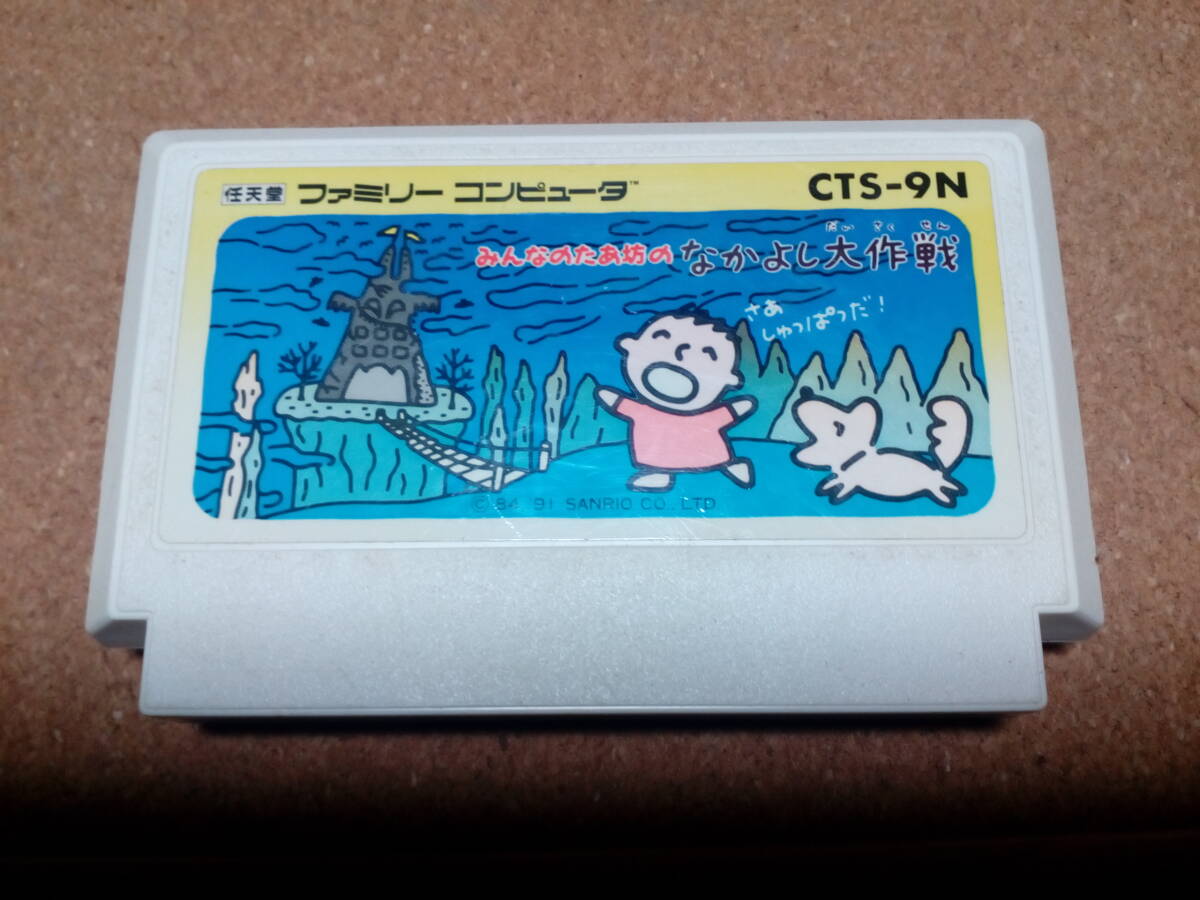 任天堂 ファミリー コンピュータ™ CTS-9N
だい さく せん
みんなのたあ坊の なかよし大作戦
さあ
しゅっぱつだ!
© '84 '91 SANRIO CO., LTD.